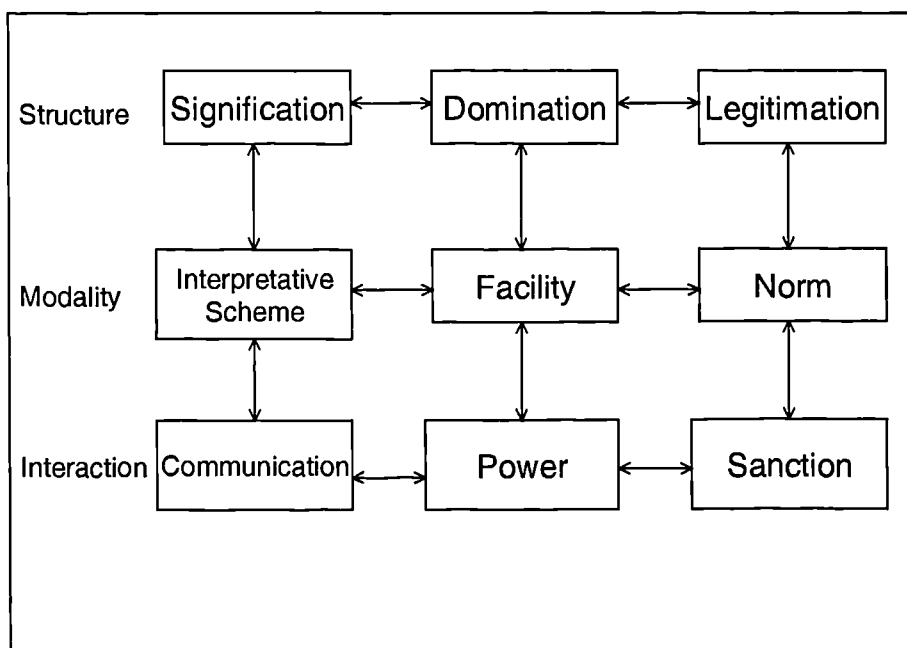 Structure
Signification
Domination
Legitimation
Modality
Interpretative
Scheme
Facility
Norm
Interaction
Communication
Power
Sanction